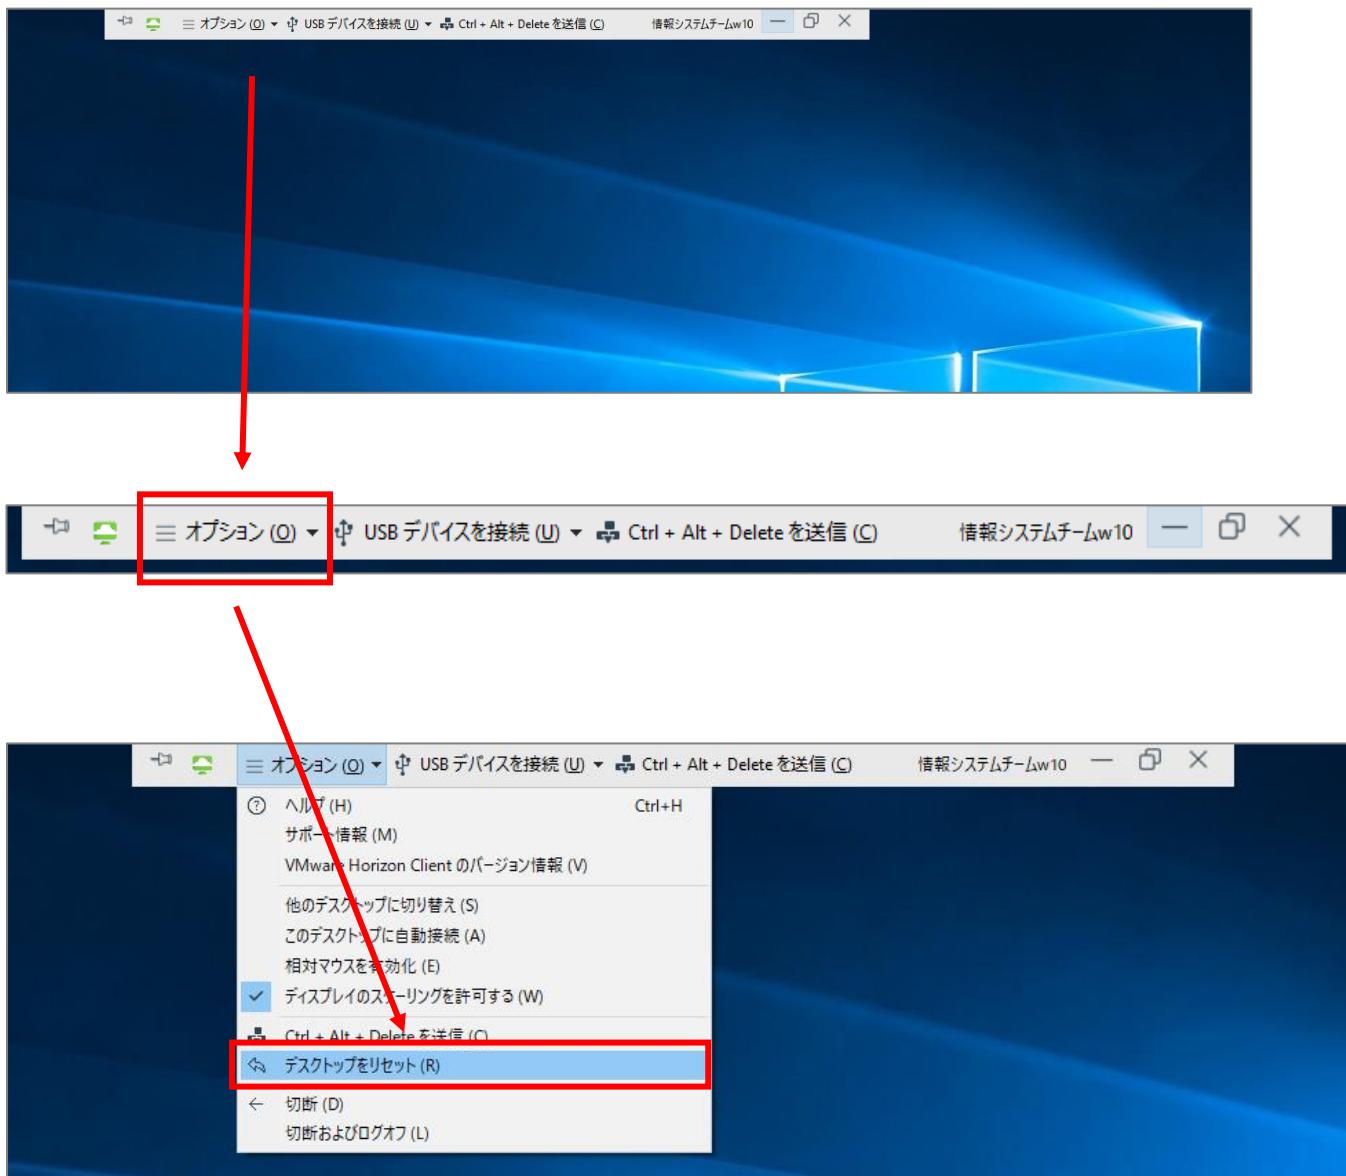 オプション (O) USB デバイスを接続 (U) Ctrl + Alt + Delete を送信 (C) 情報システムチームw10
オプション (O) USB デバイスを接続 (U) Ctrl + Alt + Delete を送信 (C) 情報システムチームw10
オプション (O) USB デバイスを接続 (U) Ctrl + Alt + Delete を送信 (C) 情報システムチームw10
ヘルプ (H) Ctrl+H
サポート情報 (M)
VMware Horizon Client のバージョン情報 (V)
他のデスクトップに切り替え (S)
このデスクトップに自動接続 (A)
相対マウスを有効化 (E)
ディスプレイのスケーリングを許可する (W)
Ctrl + Alt + Delete を送信 (C)
デスクトップをリセット (R)
切断 (D)
切断およびログオフ (L)